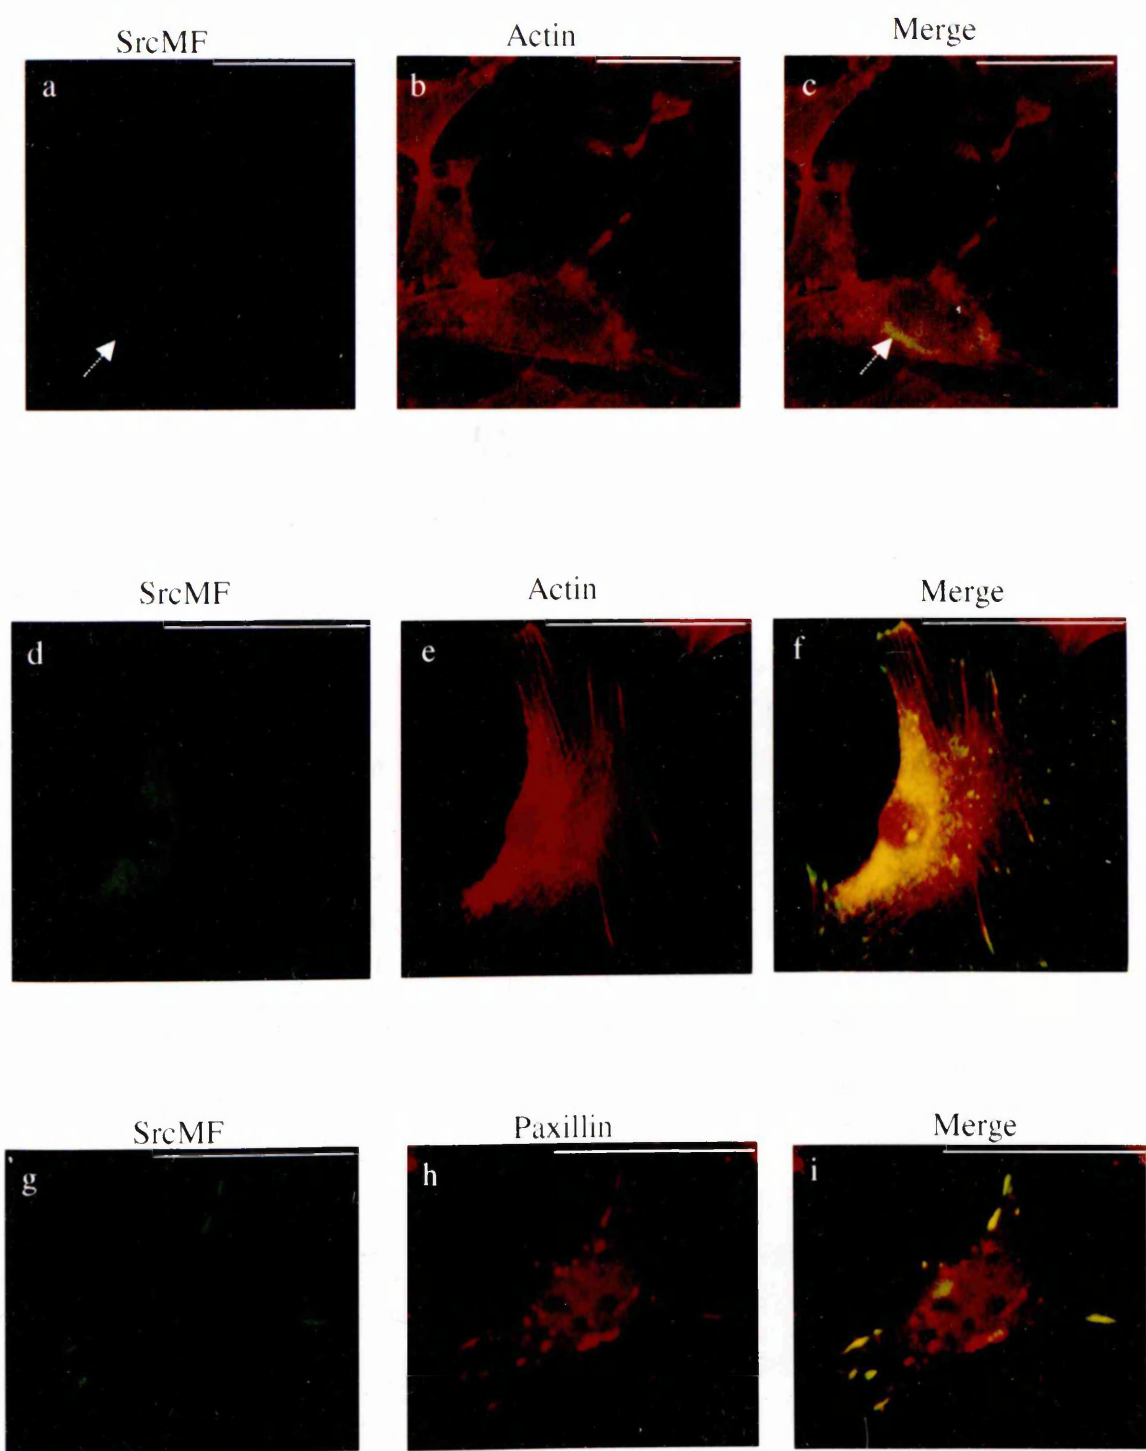 SrcMF Actin Merge
a b c
SrcMF Actin Merge
d e f
SrcMF Paxillin Merge
g h i